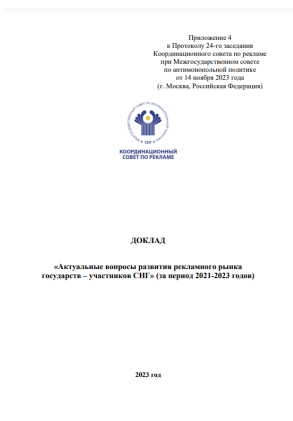 Приложение 4
к Протоколу 24-го заседания
Координационного совета по рекламе
при Межгосударственном совете
по антимонопольной политике
от 14 ноября 2023 года
(г. Москва, Российская Федерация)
СНГ
КООРДИНАЦИОННЫЙ
СОВЕТ ПО РЕКЛАМЕ
ДОКЛАД
«Актуальные вопросы развития рекламного рынка
государств – участников СНГ» (за период 2021-2023 годов)
2023 год